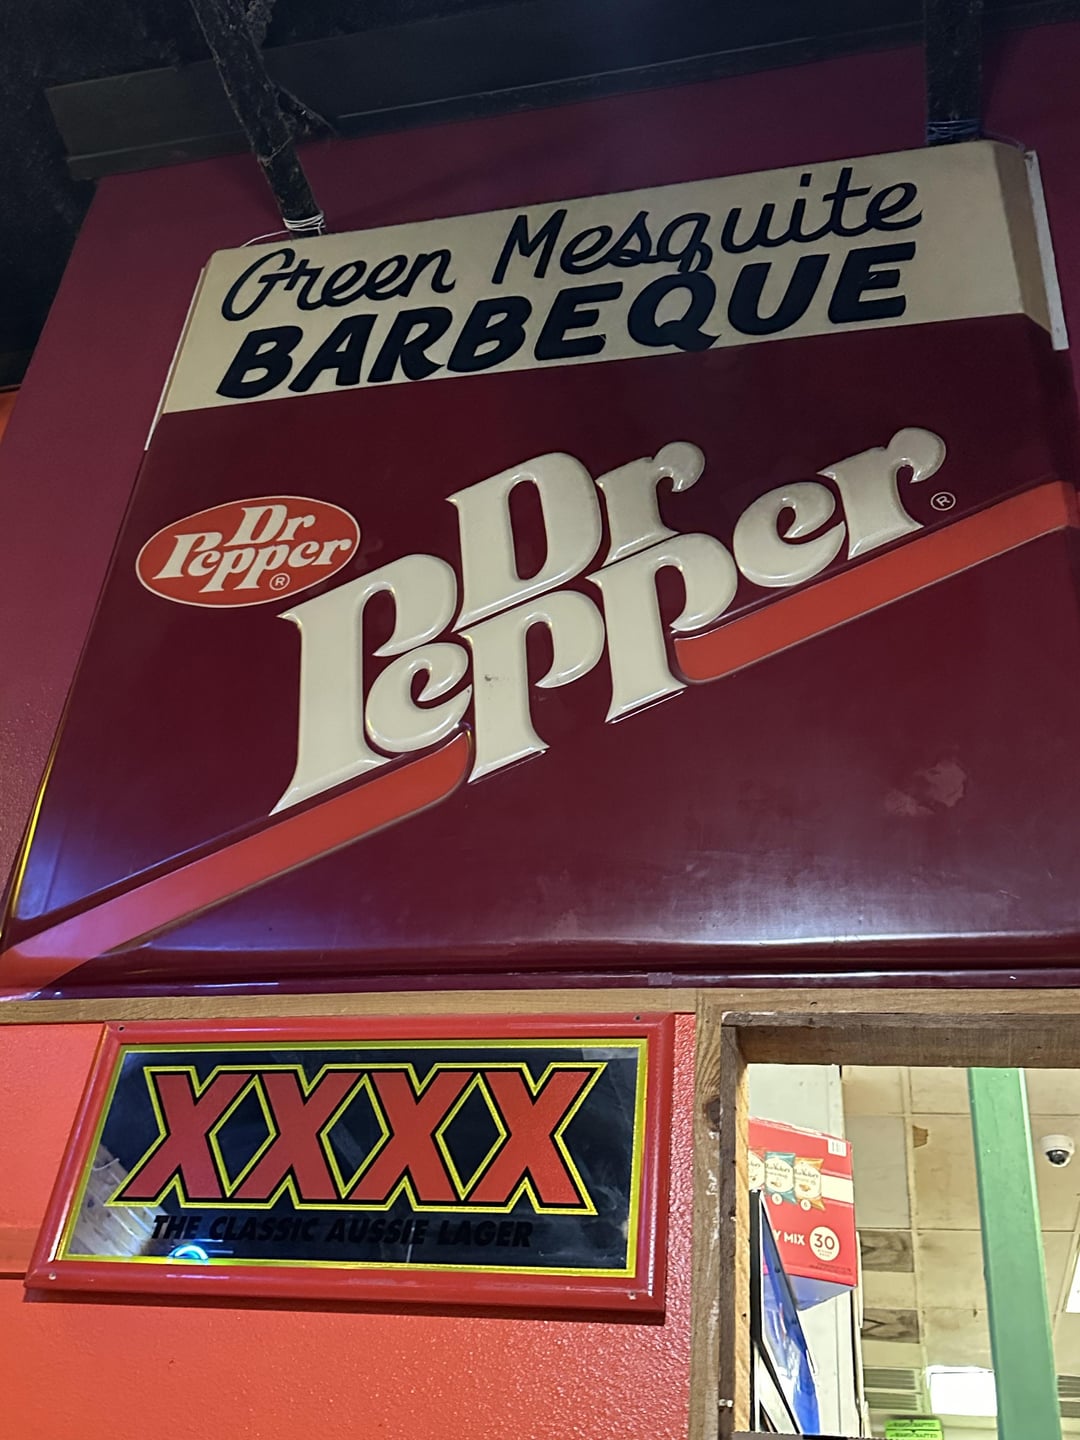 Green Mesquite
BARBEQUE
Dr
Pepper
®
Dr
Pepper
®
XXXX
THE CLASSIC AUSSIE LAGER
Y MIX
30